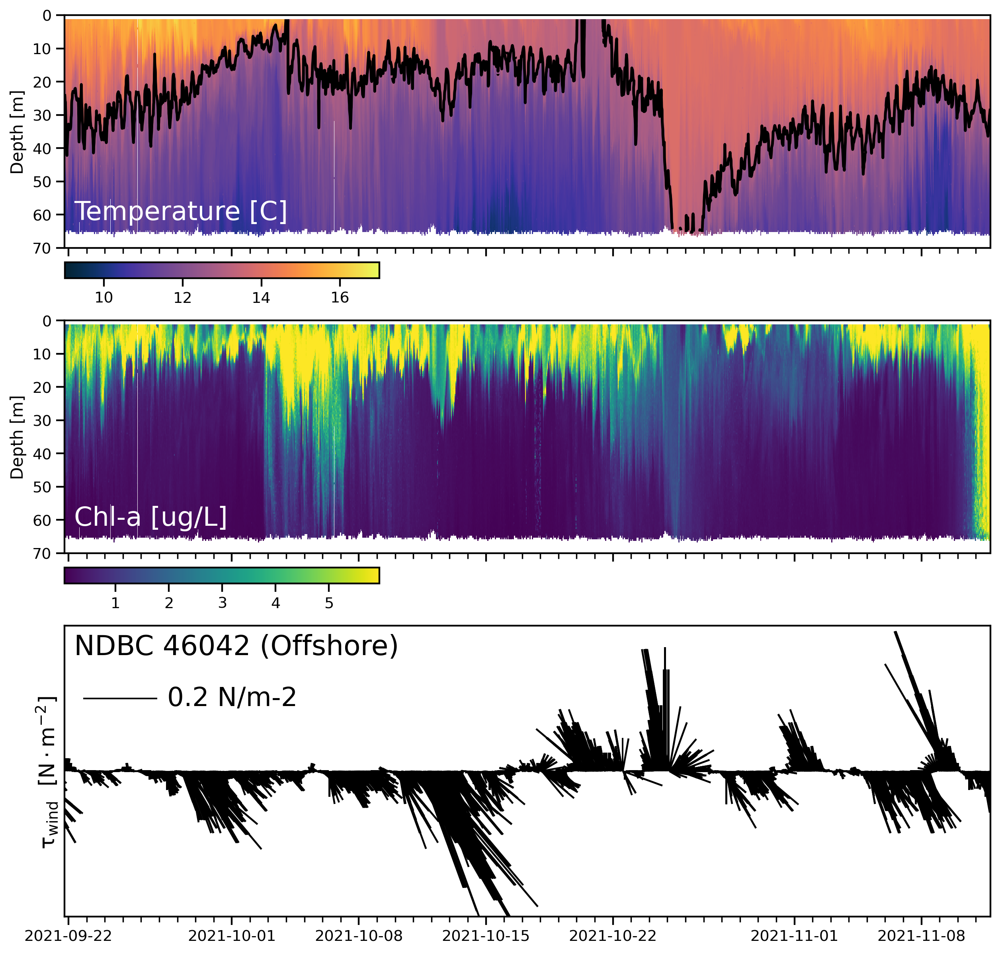 0
10
20
30
40
50
60
70
Depth [m]
Temperature [C]
10 12 14 16
0
10
20
30
40
50
60
70
Depth [m]
Chl-a [ug/L]
1 2 3 4 5
NDBC 46042 (Offshore)
0.2 N/m-2
τwind [N · m−2]
2021-09-22 2021-10-01 2021-10-08 2021-10-15 2021-10-22 2021-11-01 2021-11-08